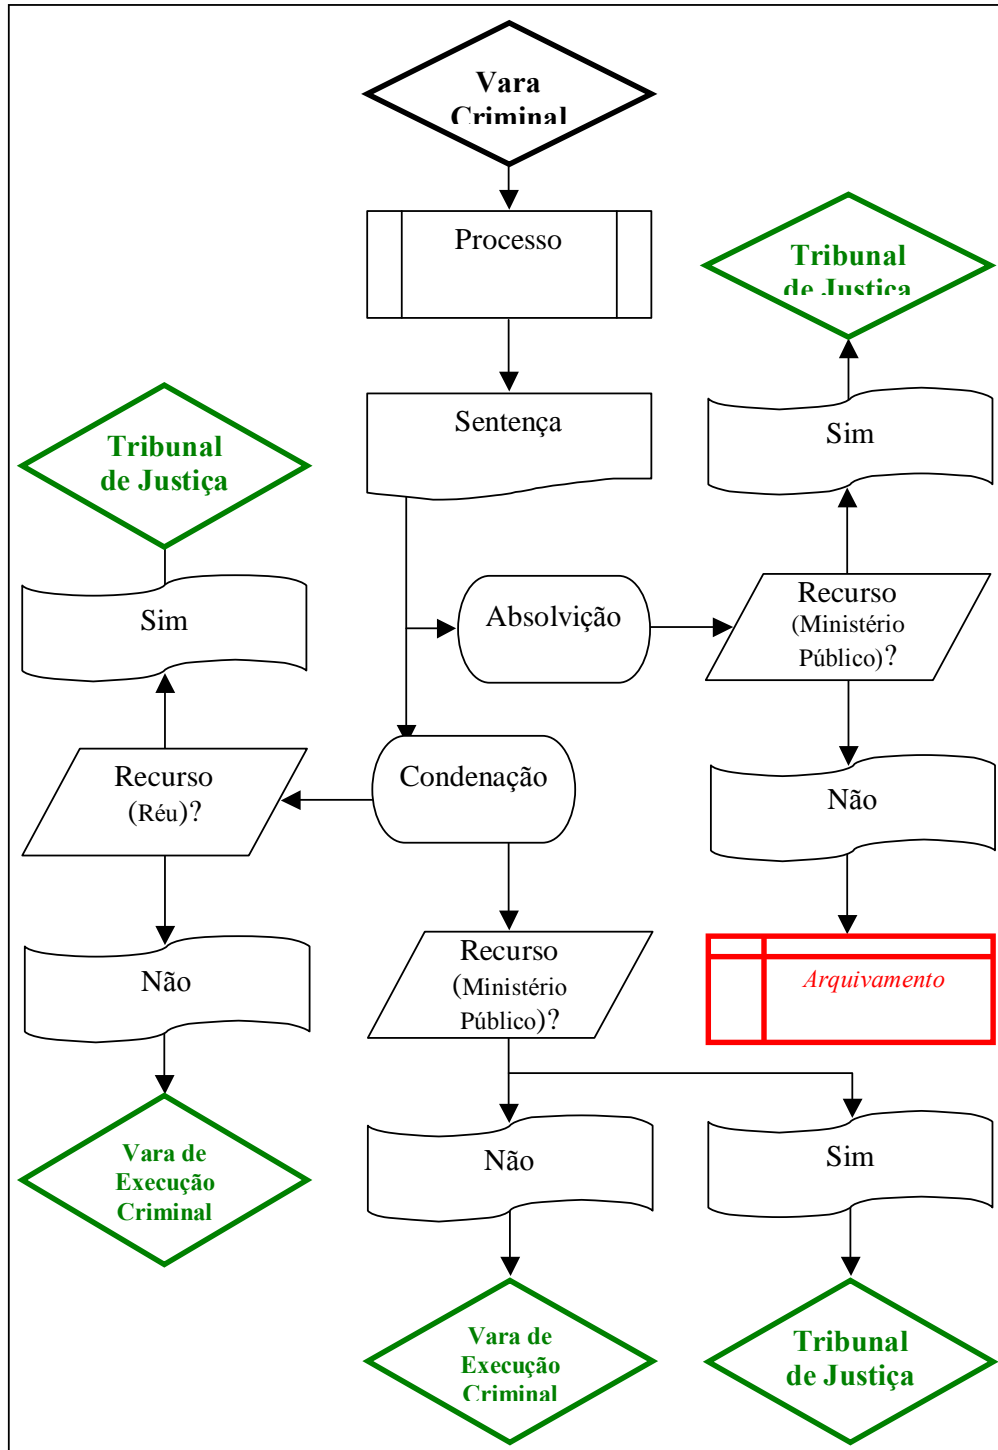 Vara
Criminal
Processo
Tribunal
de Justiça
Sentença
Sim
Tribunal
de Justiça
Sim
Absolvição
Recurso
(Ministério
Público)?
Recurso
(Réu)?
Condenação
Não
Não
Recurso
(Ministério
Público)?
Arquivamento
Vara de
Execução
Criminal
Não
Sim
Vara de
Execução
Criminal
Tribunal
de Justiça